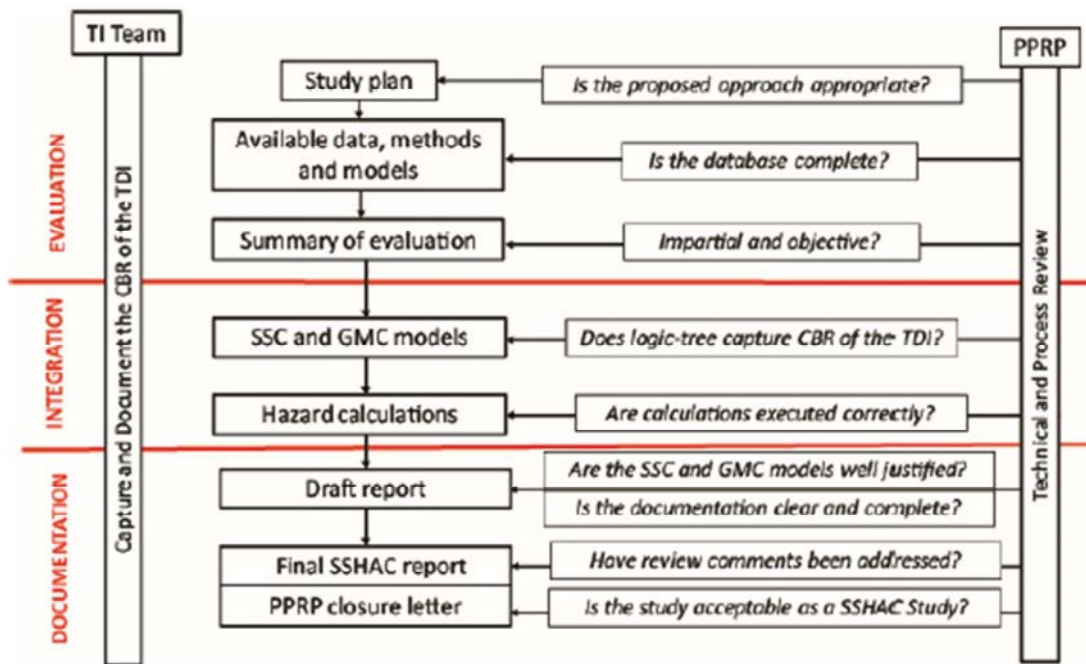 TI Team
PPRP
Study plan
Is the proposed approach appropriate?
Available data, methods
and models
Is the database complete?
Summary of evaluation
Impartial and objective?
SSC and GMC models
Does logic-tree capture CBR of the TDI?
Hazard calculations
Are calculations executed correctly?
Draft report
Are the SSC and GMC models well justified?
Is the documentation clear and complete?
Final SSHAC report
Have review comments been addressed?
PPRP closure letter
Is the study acceptable as a SSHAC Study?
EVALUATION
INTEGRATION
DOCUMENTATION
Capture and Document the CBR of the TDI
Technical and Process Review